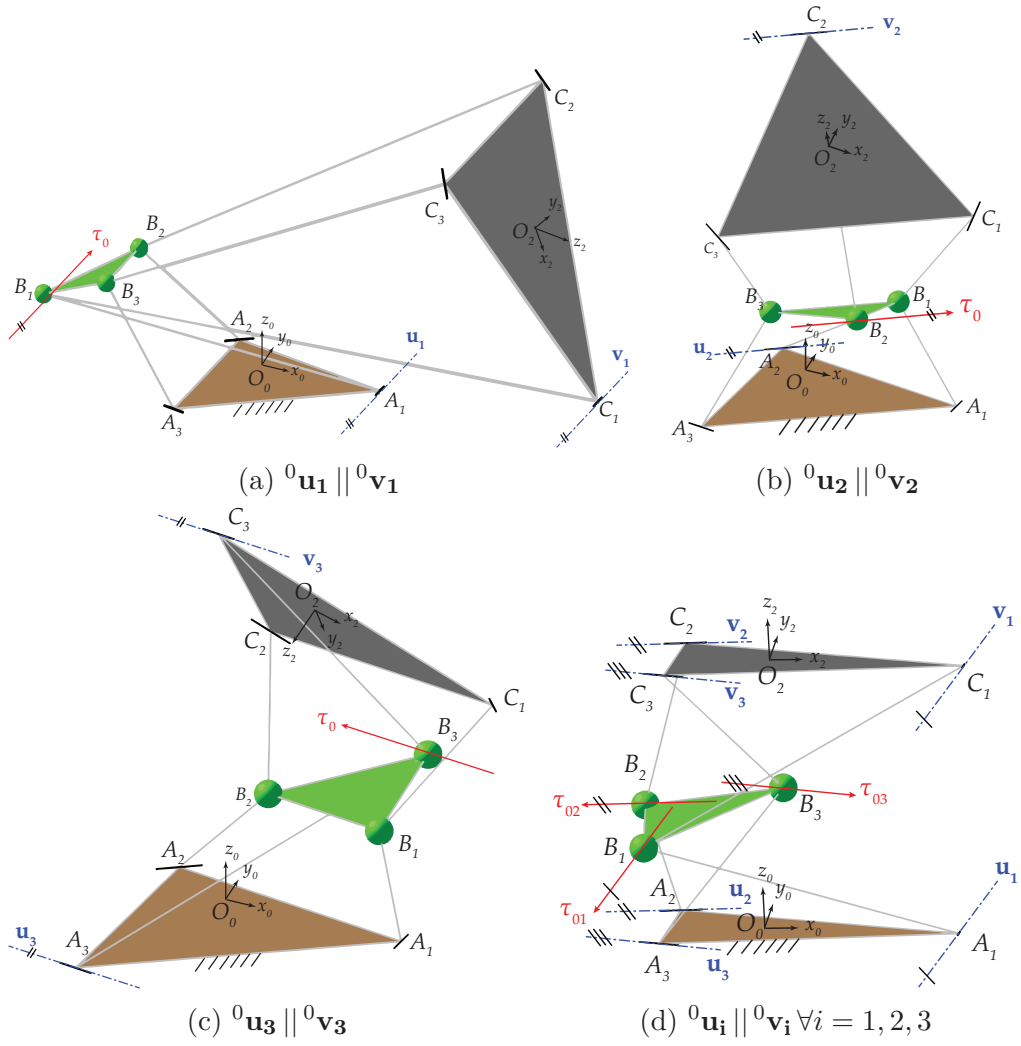 C₂
v₂
z₂ y₂
O₂ x₂
C₃
C₁
B₃
B₁
B₂
τ₀
u₂
z₀
y₀
A₂
O₀ x₀
A₃
A₁
(b) ⁰u₂ || ⁰v₂
C₂
C₃
y₂
O₂ z₂
x₂
τ₀
B₂
B₁
B₃
A₂ z₀
y₀
O₀ x₀
u₁
v₁
A₃
A₁
C₁
(a) ⁰u₁ || ⁰v₁
C₃
v₃
O₂
x₂
y₂
C₂ z₂
C₁
τ₀
B₃
B₂
B₁
A₂
z₀
y₀
O₀ x₀
u₃
A₃
A₁
(c) ⁰u₃ || ⁰v₃
C₂ v₂
z₂
y₂
x₂
O₂
v₁
C₃
v₃
C₁
B₂
τ₀₂
B₃
τ₀₃
B₁
A₂
u₂
z₀
y₀
O₀ x₀
u₁
τ₀₁
A₃
u₃
A₁
(d) ⁰uᵢ || ⁰vᵢ ∀i = 1, 2, 3